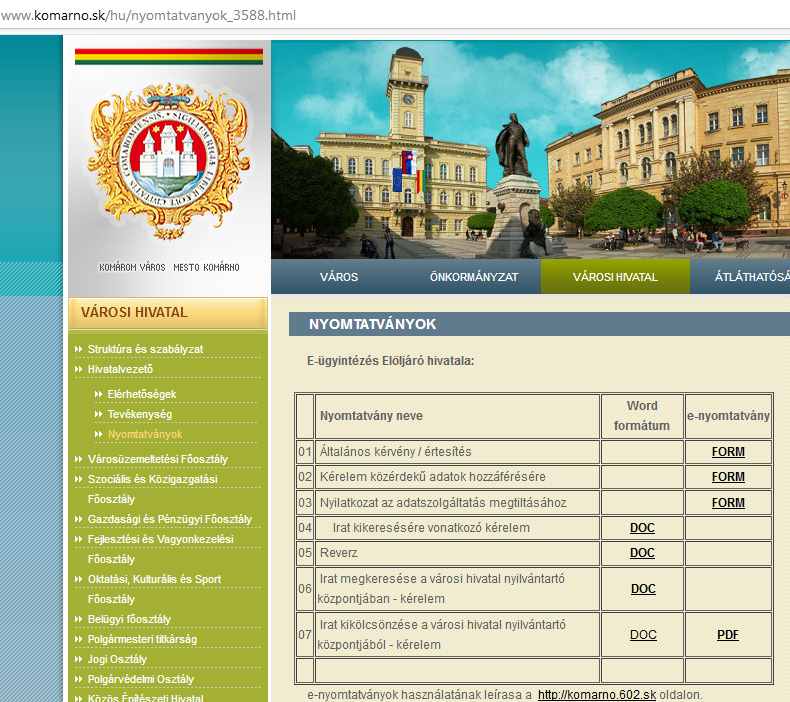 www.komarno.sk/hu/nyomtatvanyok_3588.html
KOMÁROM VÁROS MESTO KOMÁRNO
VÁROS
ÖNKORMÁNYZAT
VÁROSI HIVATAL
ÁTLÁTHATÓSÁ
VÁROSI HIVATAL
Struktúra és szabályzat
Hivatalvezető
Elérhetőségek
Tevékenység
Nyomtatványok
Városüzemeltetési Főosztály
Szociális és Közigazgatási
Főosztály
Gazdasági és Pénzügyi Főosztály
Fejlesztési és Vagyonkezelési
Főosztály
Oktatási, Kulturális és Sport
Főosztály
Belügyi főosztály
Polgármesteri titkárság
Jogi Osztály
Polgárvédelmi Osztály
Közös Építészeti Hivatal
NYOMTATVÁNYOK
E-ügyintézés Elöljáró hivatala:
Nyomtatvány neve Word formátum e-nyomtatvány
01 Általános kérvény / értesítés FORM
02 Kérelem közérdekű adatok hozzáférésére FORM
03 Nyilatkozat az adatszolgáltatás megtiltásához FORM
04 Irat kikeresésére vonatkozó kérelem DOC
05 Reverz DOC
06 Irat megkeresése a városi hivatal nyilvántartó
központjában - kérelem DOC
07 Irat kikölcsönzése a városi hivatal nyilvántartó
központjából - kérelem DOC PDF
e-nyomtatványok használatának leírasa a http://komarno.602.sk oldalon.